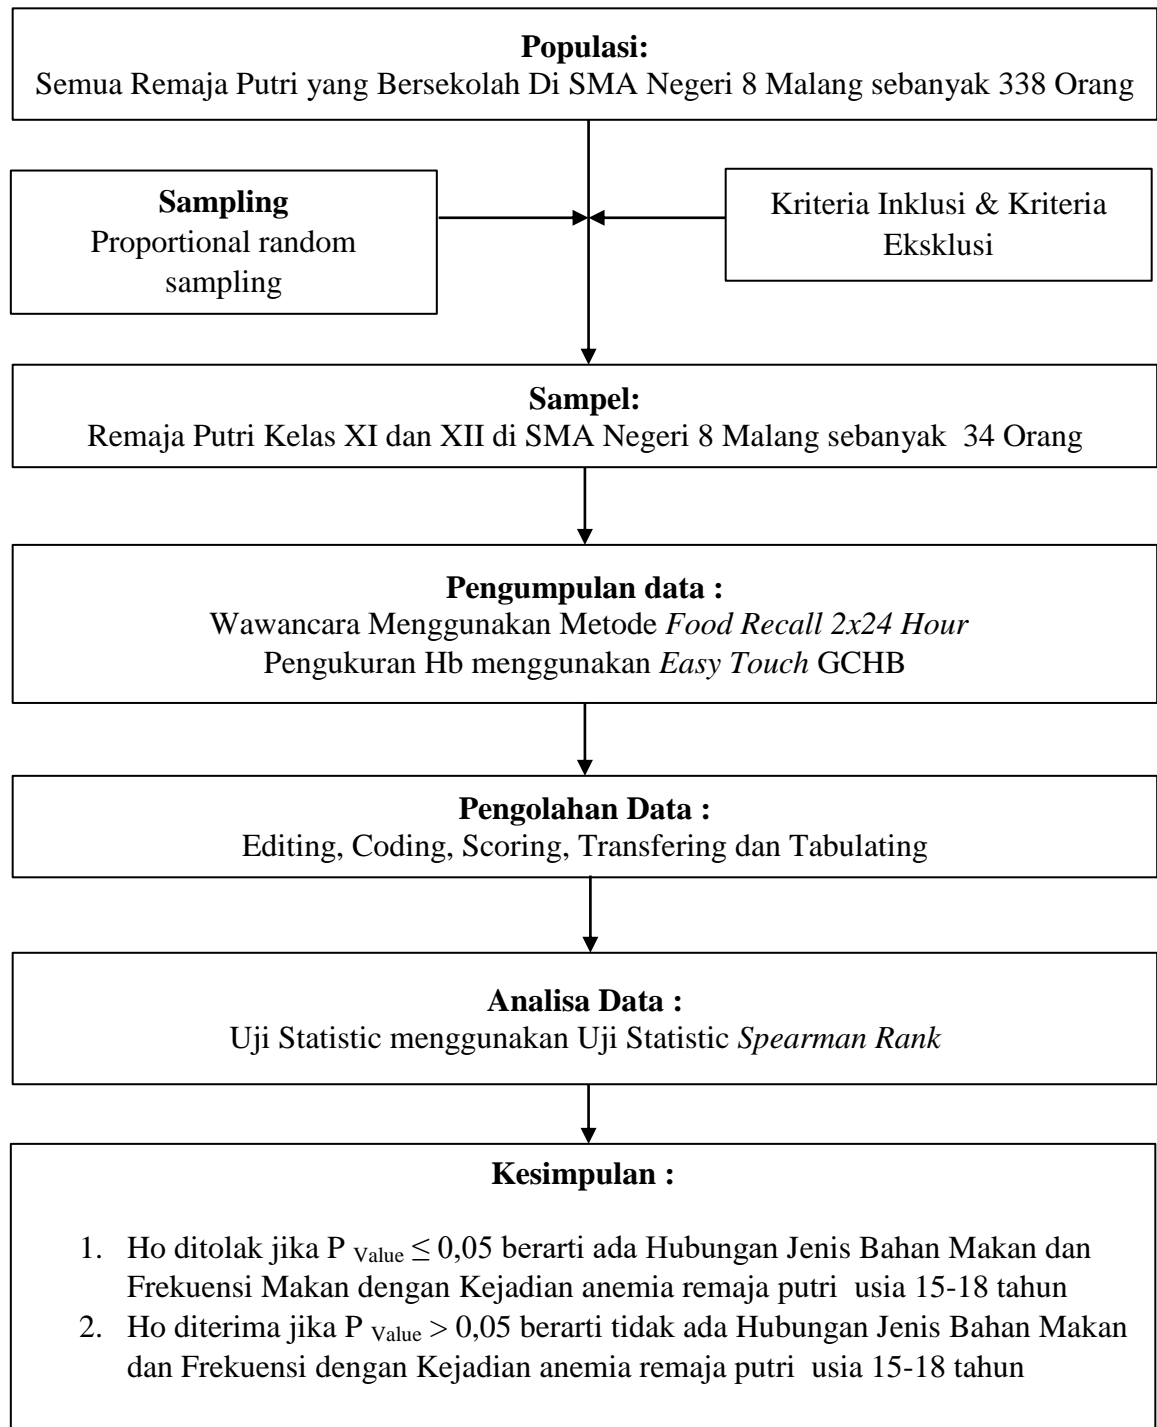 Populasi:
Semua Remaja Putri yang Bersekolah Di SMA Negeri 8 Malang sebanyak 338 Orang
Sampling
Proportional random
sampling
Kriteria Inklusi & Kriteria
Eksklusi
Sampel:
Remaja Putri Kelas XI dan XII di SMA Negeri 8 Malang sebanyak  34 Orang
Pengumpulan data :
Wawancara Menggunakan Metode Food Recall 2x24 Hour
Pengukuran Hb menggunakan Easy Touch GCHB
Pengolahan Data :
Editing, Coding, Scoring, Transfering dan Tabulating
Analisa Data :
Uji Statistic menggunakan Uji Statistic Spearman Rank
Kesimpulan :
1. Ho ditolak jika P Value ≤ 0,05 berarti ada Hubungan Jenis Bahan Makan dan
Frekuensi Makan dengan Kejadian anemia remaja putri  usia 15-18 tahun
2. Ho diterima jika P Value > 0,05 berarti tidak ada Hubungan Jenis Bahan Makan
dan Frekuensi dengan Kejadian anemia remaja putri  usia 15-18 tahun